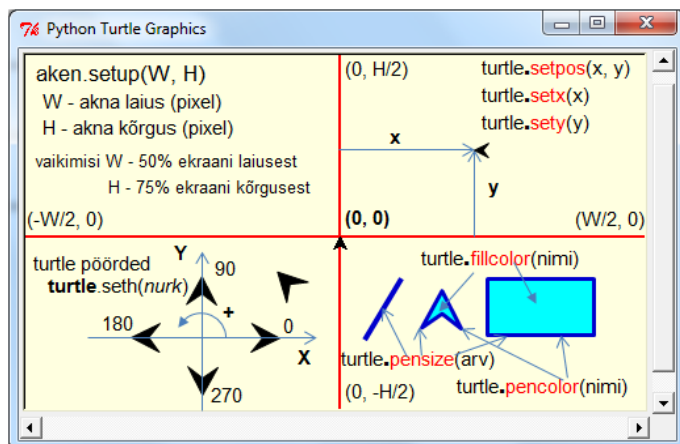 Python Turtle Graphics
aken.setup(W, H)
W - akna laius (pixel)
H - akna kõrgus (pixel)
vaikimisi W - 50% ekraani laiusest
H - 75% ekraani kõrgusest
(-W/2, 0)
(0, H/2)
turtle.setpos(x, y)
turtle.setx(x)
turtle.sety(y)
x
y
(0, 0)
(W/2, 0)
turtle pöörded
turtle.seth(nurk)
Y
90
+
180
0
X
270
turtle.fillcolor(nimi)
turtle.pensize(arv)
turtle.pencolor(nimi)
(0, -H/2)